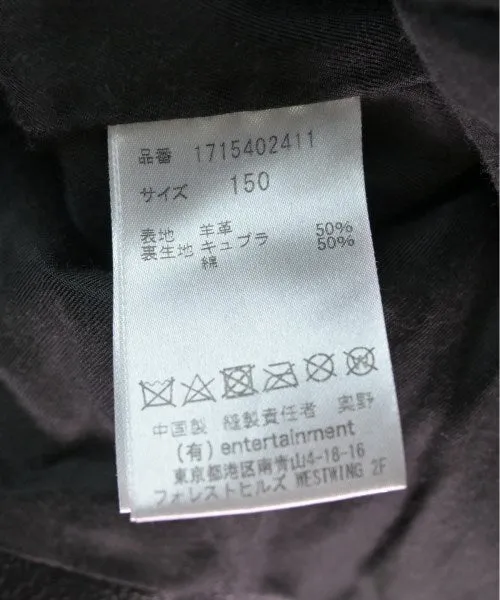 品番 1715402411
サイズ 150
表地 羊革 50%
裏生地 キュプラ 50%
綿
中国製 縫製責任者 奥野
(有) entertainment
東京都港区南青山4-18-16
フォレストヒルズ WESTWING 2F